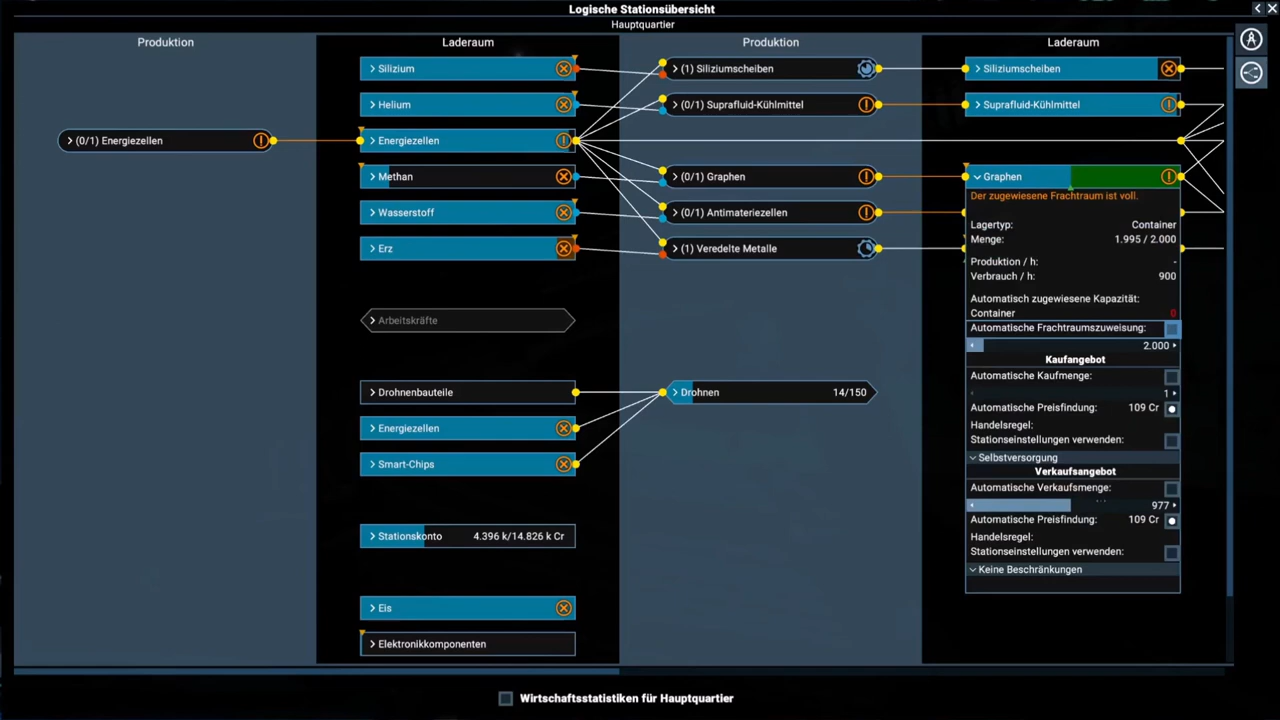 Logische Stationsübersicht
Hauptquartier
Produktion
Laderaum
Produktion
Laderaum
Silizium
(1) Siliziumscheiben
Siliziumscheiben
Helium
(0/1) Suprafluid-Kühlmittel
Suprafluid-Kühlmittel
(0/1) Energiezellen
Energiezellen
Methan
(0/1) Graphen
Graphen
Der zugewiesene Frachtraum ist voll.
Wasserstoff
(0/1) Antimateriezellen
Lagertyp: Container
Menge: 1.995 / 2.000
Erz
(1) Veredelte Metalle
Produktion / h: -
Verbrauch / h: 900
Automatisch zugewiesene Kapazität:
Container 0
Arbeitskräfte
Automatische Frachtraumszuweisung:
2.000
Kaufangebot
Automatische Kaufmenge:
1
Drohnenbauteile
Drohnen 14/150
Automatische Preisfindung: 109 Cr
Handelsregel:
Energiezellen
Stationseinstellungen verwenden:
Selbstversorgung
Smart-Chips
Verkaufsangebot
Automatische Verkaufsmenge:
977
Automatische Preisfindung: 109 Cr
Stationskonto 4.396 k/14.826 k Cr
Handelsregel:
Stationseinstellungen verwenden:
Keine Beschränkungen
Eis
Elektronikkomponenten
Wirtschaftsstatistiken für Hauptquartier